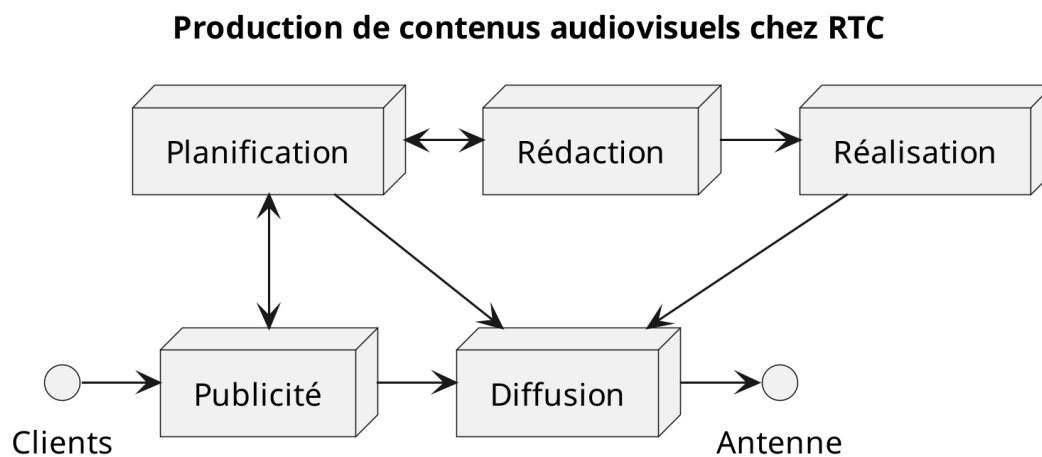 Production de contenus audiovisuels chez RTC
Planification
Rédaction
Réalisation
Publicité
Diffusion
Clients
Antenne